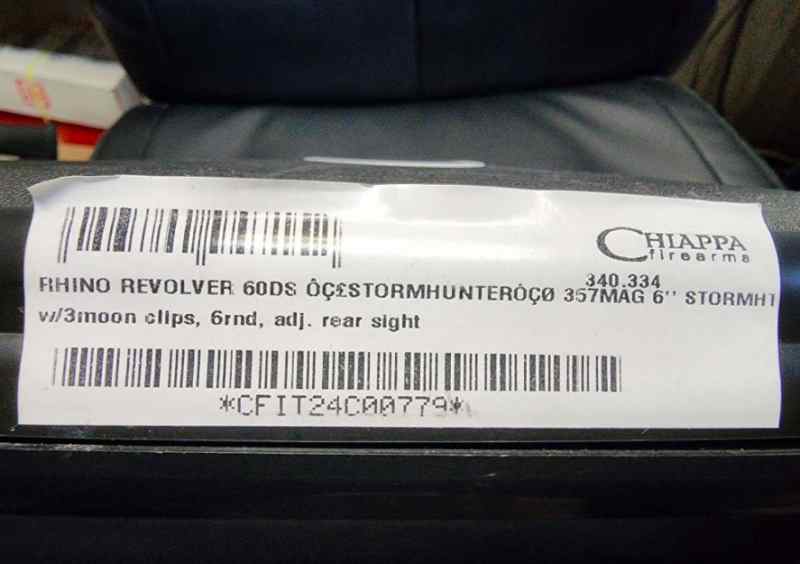 CHIAPPA
firearms
340.334
RHINO REVOLVER 60DS ÔÇ£STORMHUNTERÔÇØ 357MAG 6'' STORMHT
w/3moon clips, 6rnd, adj. rear sight
*CFIT24C00779*